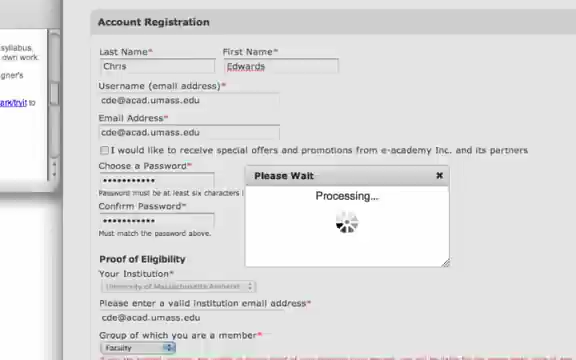 Account Registration
Last Name* First Name*
Chris Edwards
Username (email address)*
cde@acad.umass.edu
Email Address*
cde@acad.umass.edu
I would like to receive special offers and promotions from e-academy Inc. and its partners
Choose a Password*
•••••••••••
Password must be at least six characters
Confirm Password*
•••••••••••
Must match the password above.
Please Wait
Processing...
Proof of Eligibility
Your Institution*
University of Massachusetts Amherst
Please enter a valid institution email address*
cde@acad.umass.edu
Group of which you are a member*
Faculty
syllabus.
own work
gner's
ark/tryit to